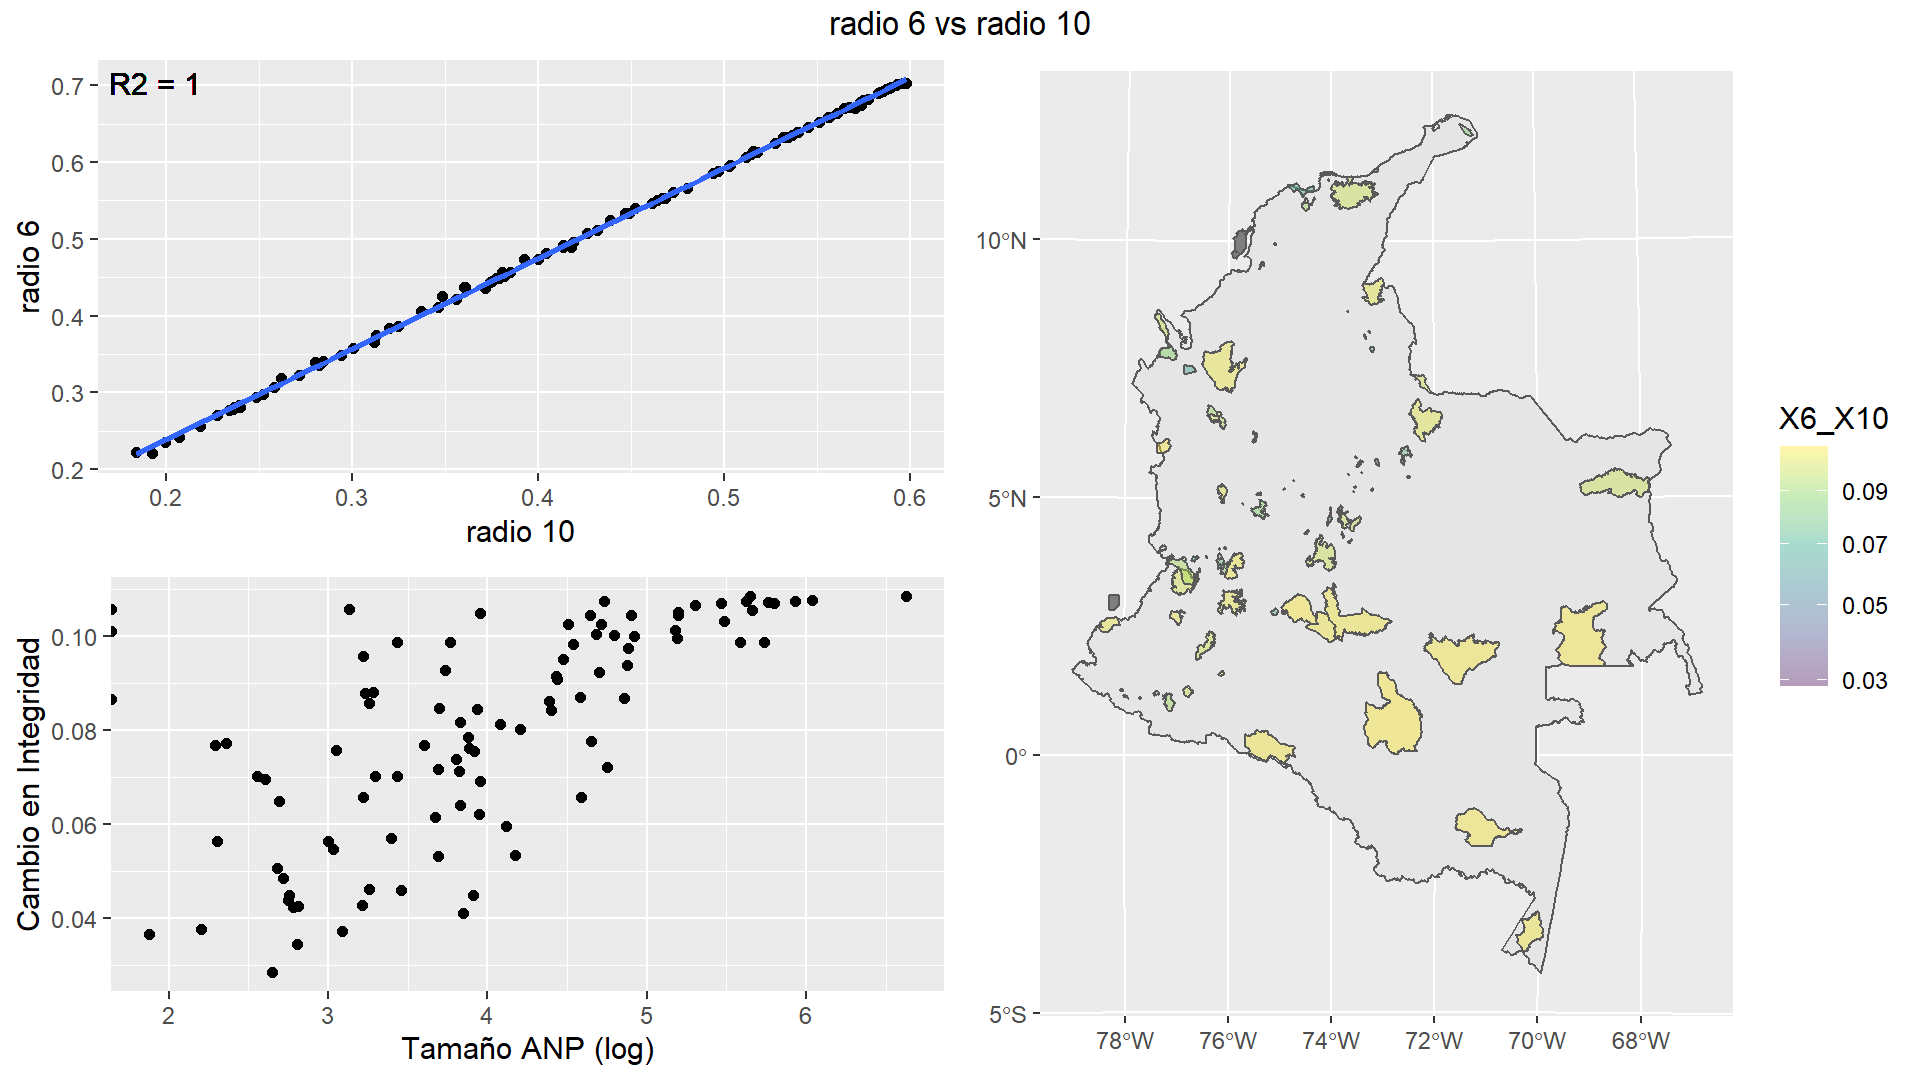 radio 6 vs radio 10
R2 = 1
0.7
0.6
0.5
0.4
0.3
0.2
radio 6
0.2 0.3 0.4 0.5 0.6
radio 10
0.10
0.08
0.06
0.04
Cambio en Integridad
2 3 4 5 6
Tamaño ANP (log)
10°N
5°N
0°
5°S
78°W 76°W 74°W 72°W 70°W 68°W
X6_X10
0.09
0.07
0.05
0.03